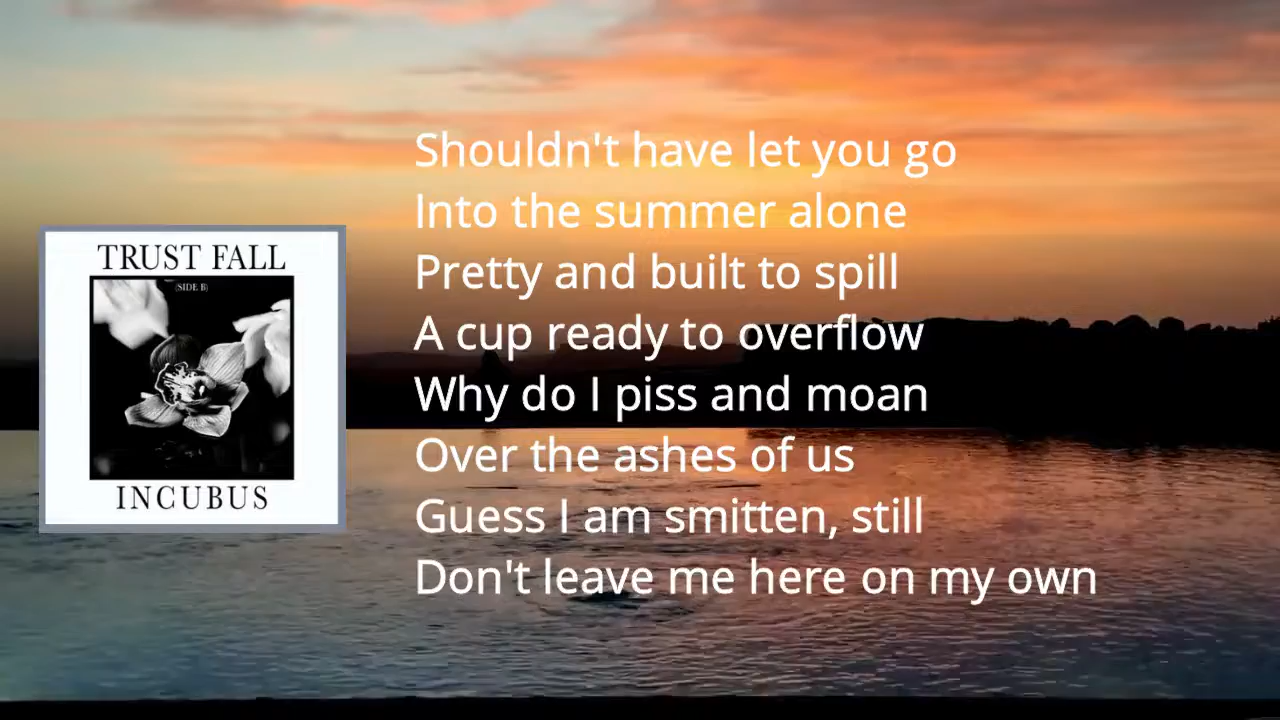 TRUST FALL
(SIDE B)
INCUBUS
Shouldn't have let you go
Into the summer alone
Pretty and built to spill
A cup ready to overflow
Why do I piss and moan
Over the ashes of us
Guess I am smitten, still
Don't leave me here on my own